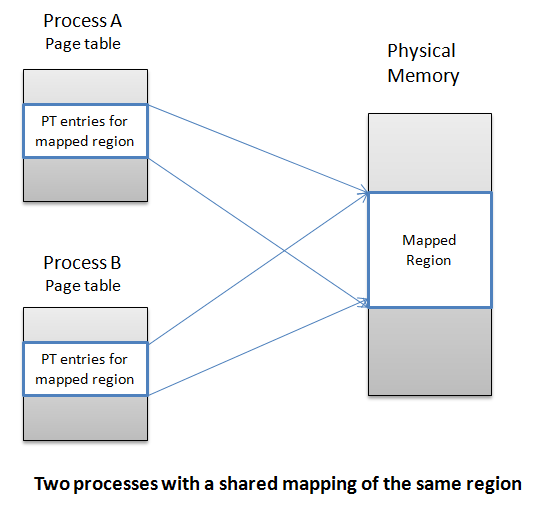 Process A
Page table
PT entries for
mapped region
Physical
Memory
Mapped
Region
Process B
Page table
PT entries for
mapped region
Two processes with a shared mapping of the same region